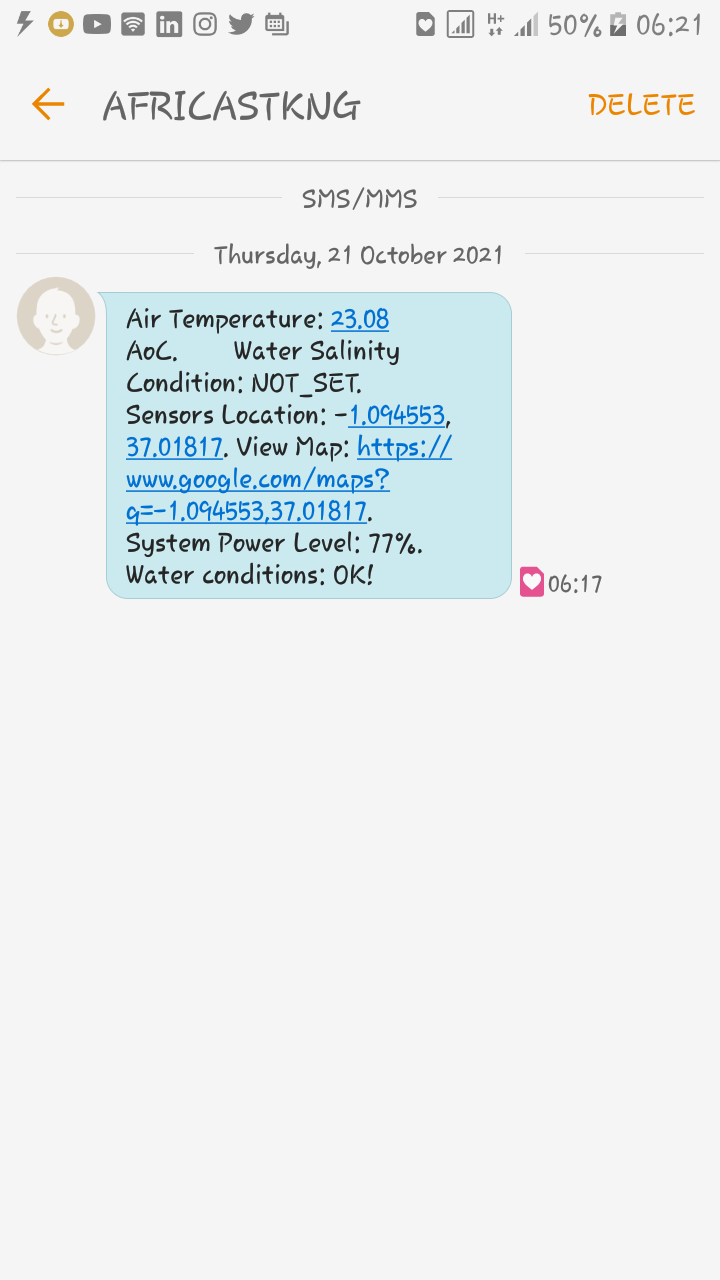 H+ 50% 06:21
AFRICASTKNG DELETE
SMS/MMS
Thursday, 21 October 2021
Air Temperature: 23.08
AoC. Water Salinity
Condition: NOT_SET.
Sensors Location: -1.094553,
37.01817. View Map: https://
www.google.com/maps?
q=-1.094553,37.01817.
System Power Level: 77%.
Water conditions: OK!
06:17